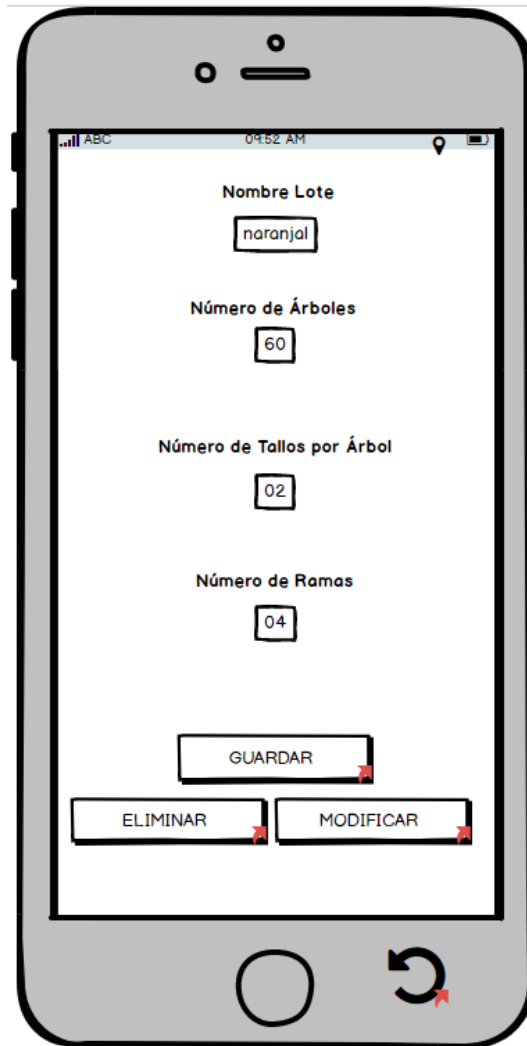 ABC 09:52 AM
Nombre Lote
naranjal
Número de Árboles
60
Número de Tallos por Árbol
02
Número de Ramas
04
GUARDAR
ELIMINAR MODIFICAR